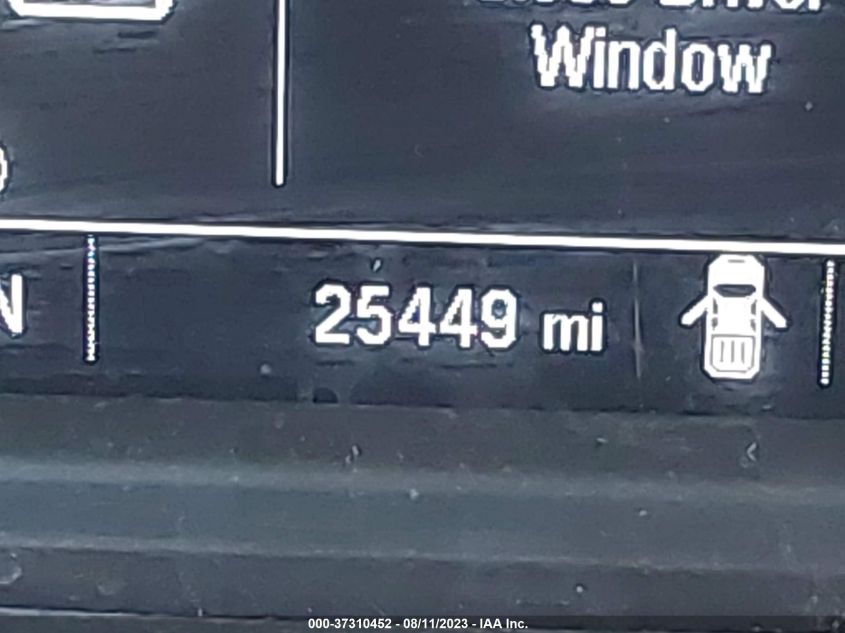 Window
N
25449 mi
000-37310452 - 08/11/2023 - IAA Inc.